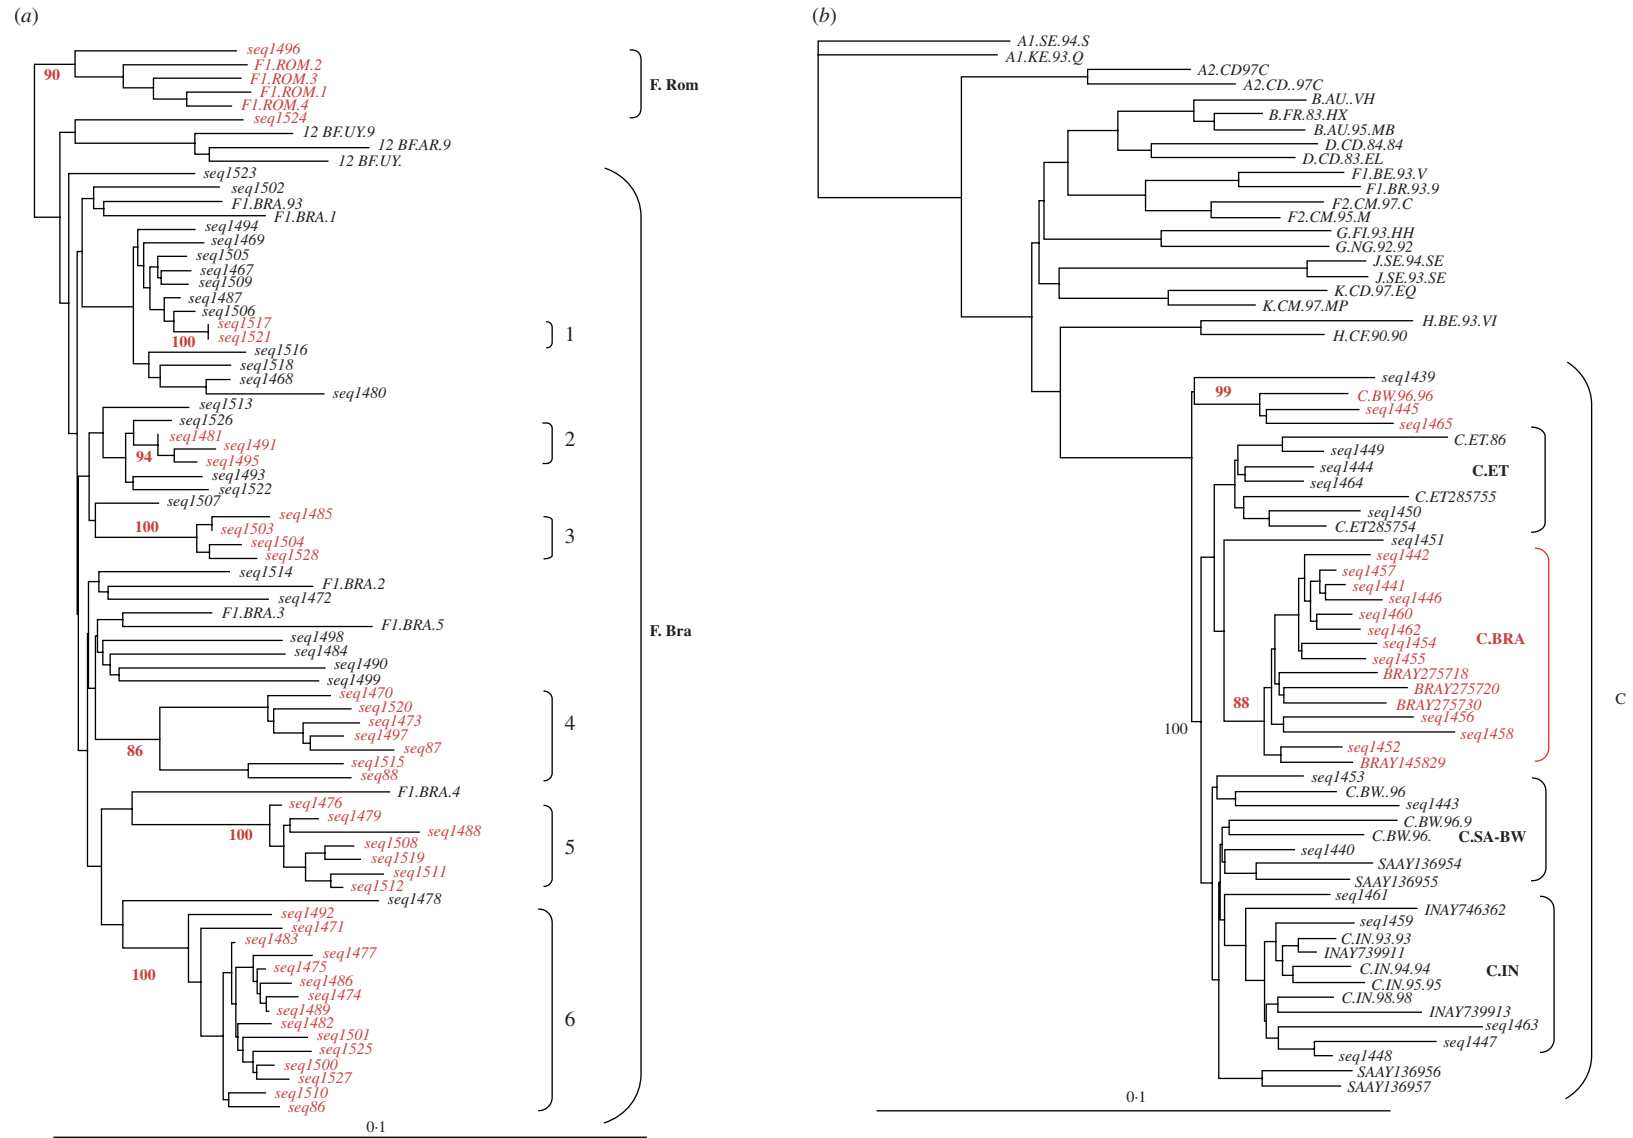 (a)
seq1496
F1.ROM.2
F1.ROM.3
F1.ROM.1
F1.ROM.4
90
F. Rom
seq1524
12 BF.UY.9
12 BF.AR.9
12 BF.UY.
seq1523
seq1502
F1.BRA.93
F1.BRA.1
seq1494
seq1469
seq1505
seq1467
seq1509
seq1487
seq1506
seq1517
seq1521
100
1
seq1516
seq1518
seq1468
seq1480
seq1513
seq1526
seq1481
seq1491
seq1495
94
2
seq1493
seq1522
seq1507
seq1485
seq1503
seq1504
seq1528
100
3
seq1514
F1.BRA.2
seq1472
F1.BRA.3
F1.BRA.5
F. Bra
seq1498
seq1484
seq1490
seq1499
seq1470
seq1520
seq1473
seq1497
seq87
seq1515
seq88
86
4
F1.BRA.4
seq1476
seq1479
seq1488
seq1508
seq1519
seq1511
seq1512
100
5
seq1478
seq1492
seq1471
seq1483
seq1477
seq1475
seq1486
seq1474
seq1489
seq1482
seq1501
seq1525
seq1500
seq1527
seq1510
seq86
100
6
0·1
(b)
A1.SE.94.S
A1.KE.93.Q
A2.CD97C
A2.CD..97C
B.AU..VH
B.FR.83.HX
B.AU.95.MB
D.CD.84.84
D.CD.83.EL
F1.BE.93.V
F1.BR.93.9
F2.CM.97.C
F2.CM.95.M
G.FI.93.HH
G.NG.92.92
J.SE.94.SE
J.SE.93.SE
K.CD.97.EQ
K.CM.97.MP
H.BE.93.VI
H.CF.90.90
seq1439
99
C.BW.96.96
seq1445
seq1465
C.ET.86
seq1449
seq1444
seq1464
C.ET285755
seq1450
C.ET285754
C.ET
seq1451
seq1442
seq1457
seq1441
seq1446
seq1460
seq1462
seq1454
seq1455
BRAY275718
BRAY275720
BRAY275730
seq1456
seq1458
seq1452
BRAY145829
88
C.BRA
100
C
seq1453
C.BW..96
seq1443
C.BW.96.9
C.BW.96.
seq1440
SAAY136954
SAAY136955
C.SA-BW
seq1461
INAY746362
seq1459
C.IN.93.93
INAY739911
C.IN.94.94
C.IN.95.95
C.IN.98.98
INAY739913
seq1463
seq1447
seq1448
C.IN
SAAY136956
SAAY136957
0·1